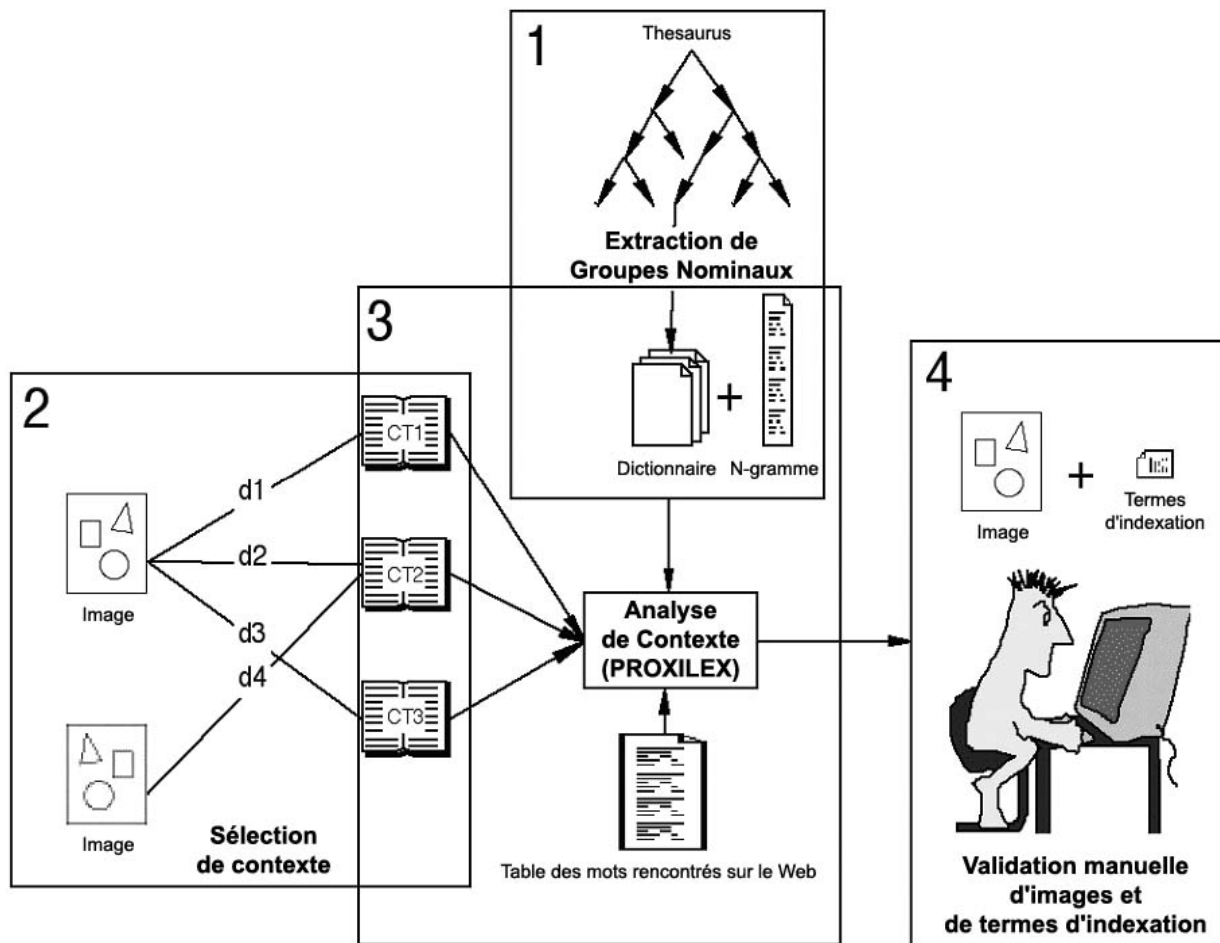 1
Thesaurus
Extraction de
Groupes Nominaux
3
Dictionnaire
+
N-gramme
2
CT1
d1
d2
CT2
Image
d3
d4
CT3
Image
Sélection
de contexte
Analyse
de Contexte
(PROXILEX)
Table des mots rencontrés sur le Web
4
+
Image
Termes
d'indexation
Validation manuelle
d'images et
de termes d'indexation